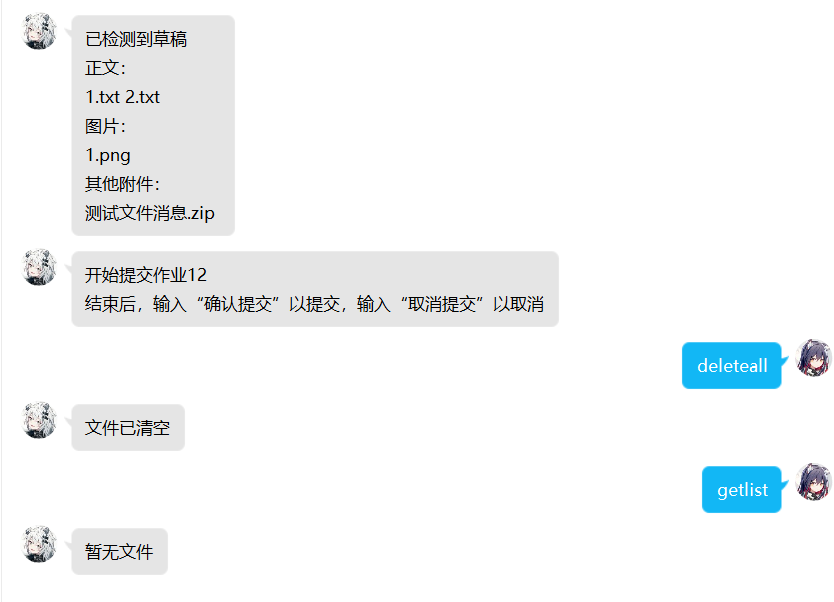 已检测到草稿
正文:
1.txt 2.txt
图片:
1.png
其他附件:
测试文件消息.zip
开始提交作业12
结束后，输入“确认提交”以提交，输入“取消提交”以取消
deleteall
文件已清空
getlist
暂无文件